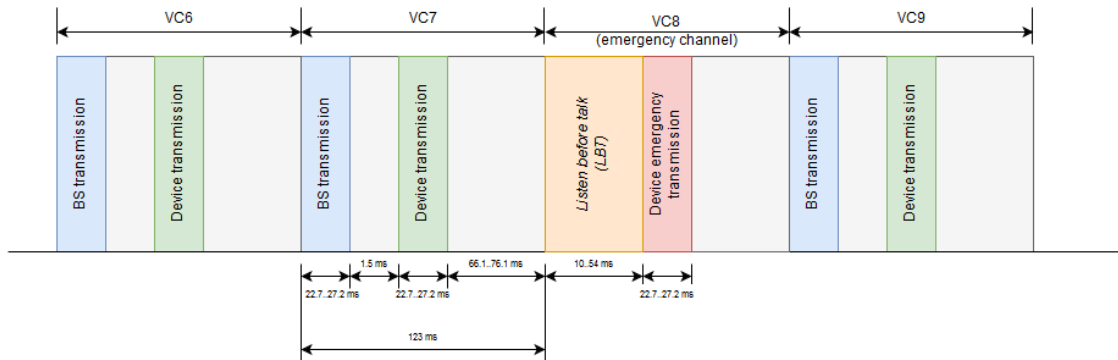 VC6
VC7
VC8
(emergency channel)
VC9
BS transmission
Device transmission
BS transmission
Device transmission
Listen before talk
(LBT)
Device emergency
transmission
BS transmission
Device transmission
1.5 ms
66.1..76.1 ms
10..54 ms
22.7..27.2 ms
22.7..27.2 ms
22.7..27.2 ms
123 ms